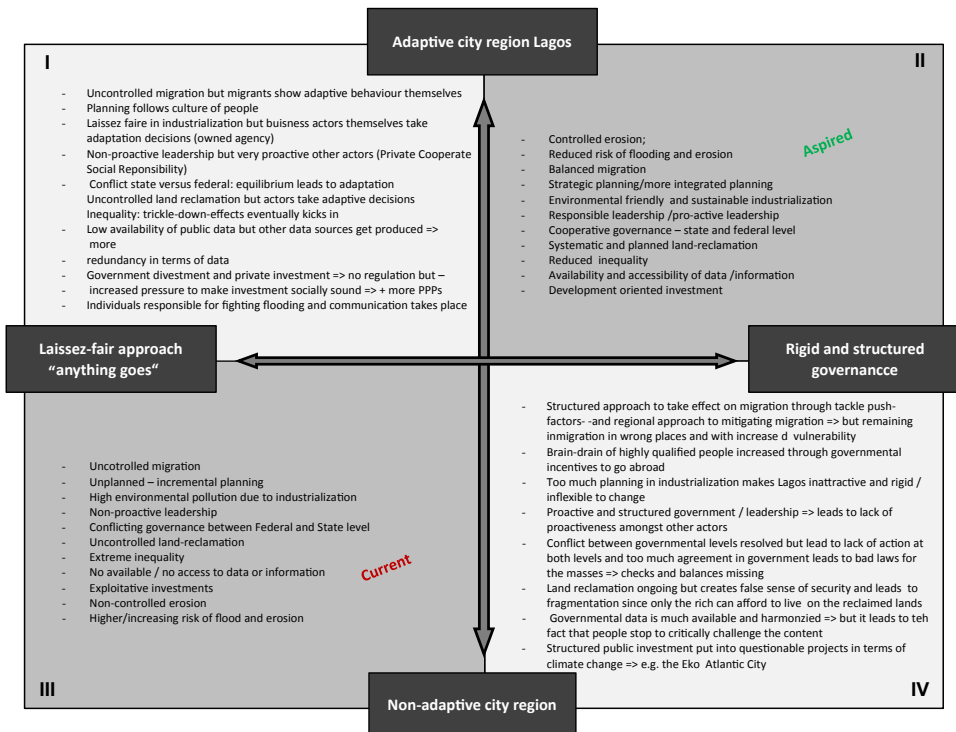 Adaptive city region Lagos
I
- Uncontrolled migration but migrants show adaptive behaviour themselves
- Planning follows culture of people
- Laissez faire in industrialization but buisness actors themselves take
adaptation decisions (owned agency)
- Non-proactive leadership but very proactive other actors (Private Cooperate
Social Reponsibility)
- Conflict state versus federal: equilibrium leads to adaptation
Uncontrolled land reclamation but actors take adaptive decisions
Inequality: trickle-down-effects eventually kicks in
- Low availability of public data but other data sources get produced => 
more
- redundancy in terms of data
- Government divestment and private investment => no regulation but –
- increased pressure to make investment socially sound => + more PPPs
- Individuals responsible for fighting flooding and communication takes place
II
Aspired
- Controlled erosion;
- Reduced risk of flooding and erosion
- Balanced migration
- Strategic planning/more integrated planning
- Environmental friendly and sustainable industrialization
- Responsible leadership /pro-active leadership
- Cooperative governance – state and federal level
- Systematic and planned land-reclamation
- Reduced inequality
- Availability and accessibility of data /information
- Development oriented investment
Laissez-fair approach
“anything goes“
Rigid and structured
governancce
- Uncotrolled migration
- Unplanned – incremental planning
- High environmental pollution due to industrialization
- Non-proactive leadership
- Conflicting governance between Federal and State level
- Uncontrolled land-reclamation
- Extreme inequality
- No available / no access to data or information
- Exploitative investments
- Non-controlled erosion
- Higher/increasing risk of flood and erosion
Current
III
- Structured approach to take effect on migration through tackle push-
factors- -and regional approach to mitigating migration => but remaining
inmigration in wrong places and with increase d vulnerability
- Brain-drain of highly qualified people increased through governmental
incentives to go abroad
- Too much planning in industrialization makes Lagos inattractive and rigid /
inflexible to change
- Proactive and structured government / leadership => leads to lack of
proactiveness amongst other actors
- Conflict between governmental levels resolved but lead to lack of action at
both levels and too much agreement in government leads to bad laws for
the masses => checks and balances missing
- Land reclamation ongoing but creates false sense of security and leads to
fragmentation since only the rich can afford to live on the reclaimed lands
- Governmental data is much available and harmonzied => but it leads to teh
fact that people stop to critically challenge the content
- Structured public investment put into questionable projects in terms of
climate change => e.g. the Eko Atlantic City
IV
Non-adaptive city region